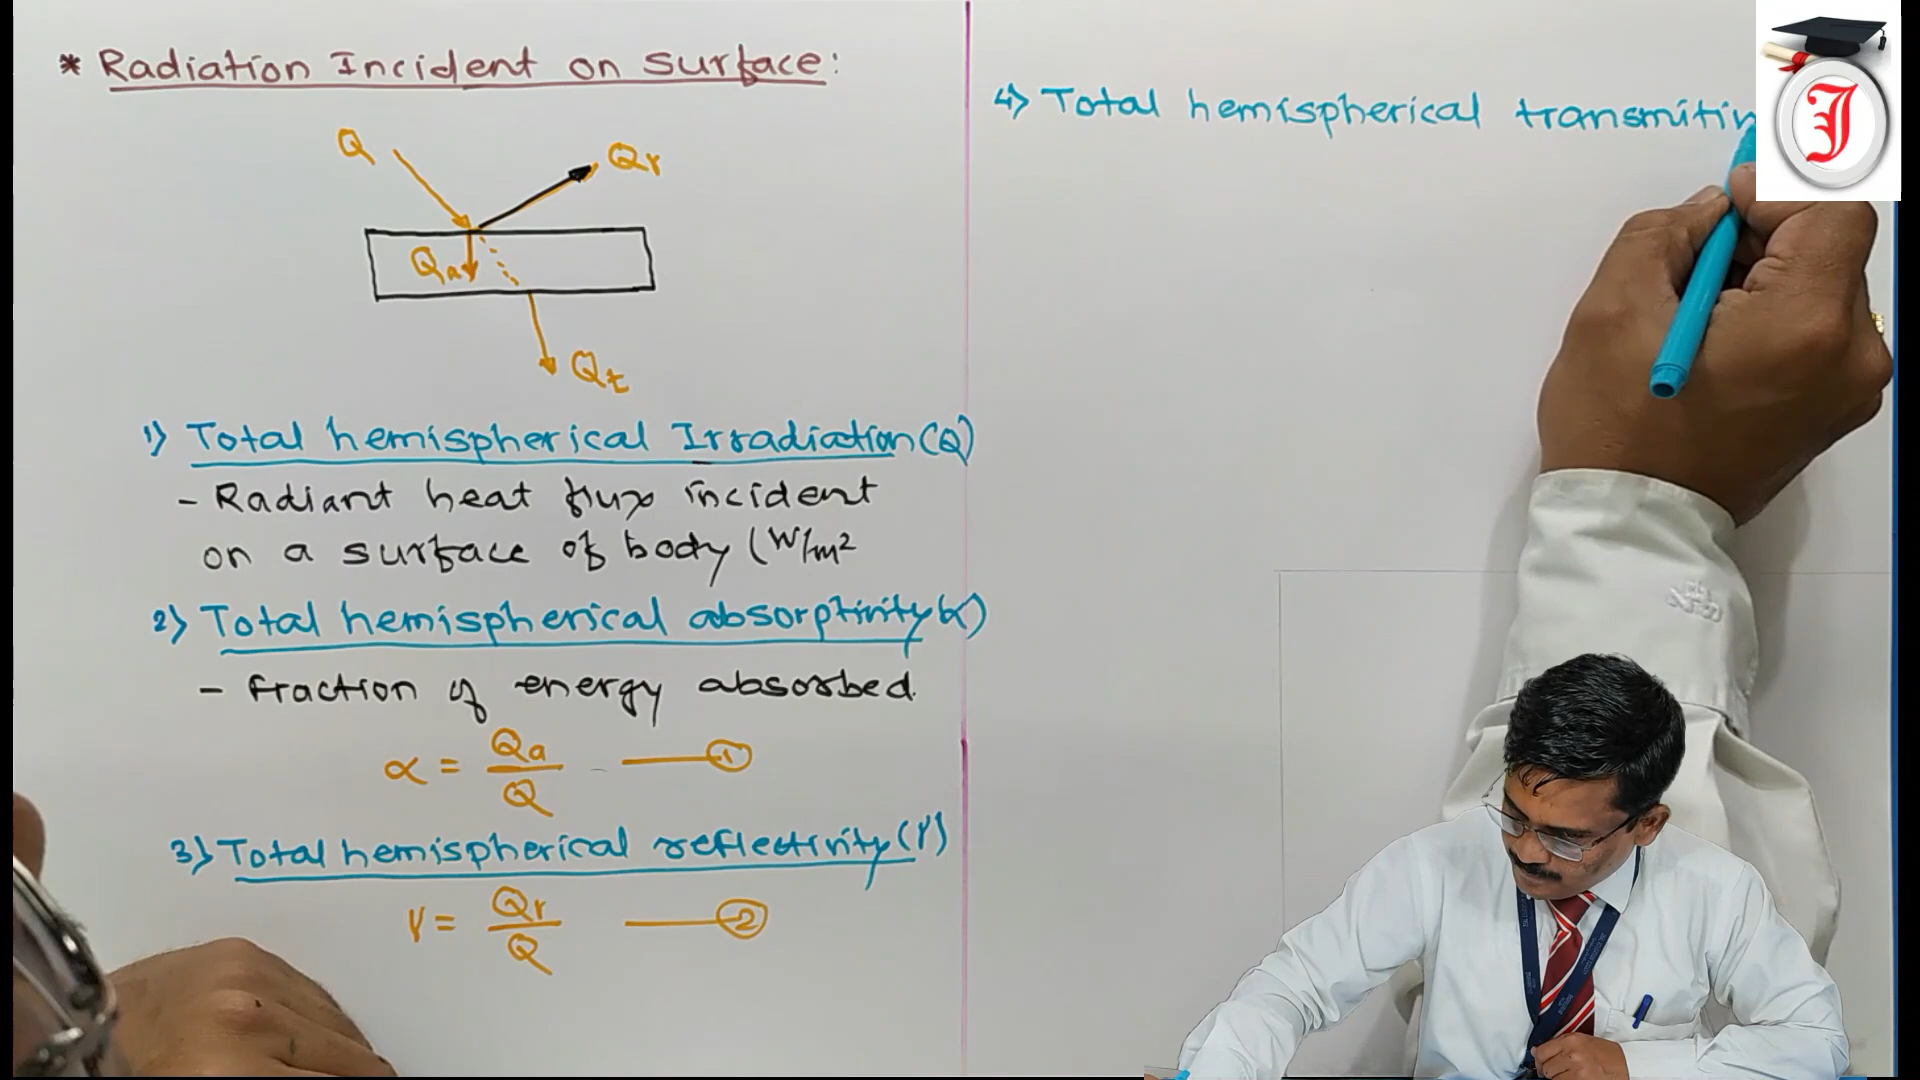 * Radiation Incident on surface:
Q
Qr
Qa
Qt
1) Total hemispherical Irradiation (Q)
- Radiant heat flux incident
on a surface of body (W/m²
2) Total hemispherical absorptivity α)
- fraction of energy absorbed.
α = Qa / Q ——— ①
3) Total hemispherical reflectivity (r)
r = Qr / Q ——— ②
4) Total hemispherical transmitiv
J